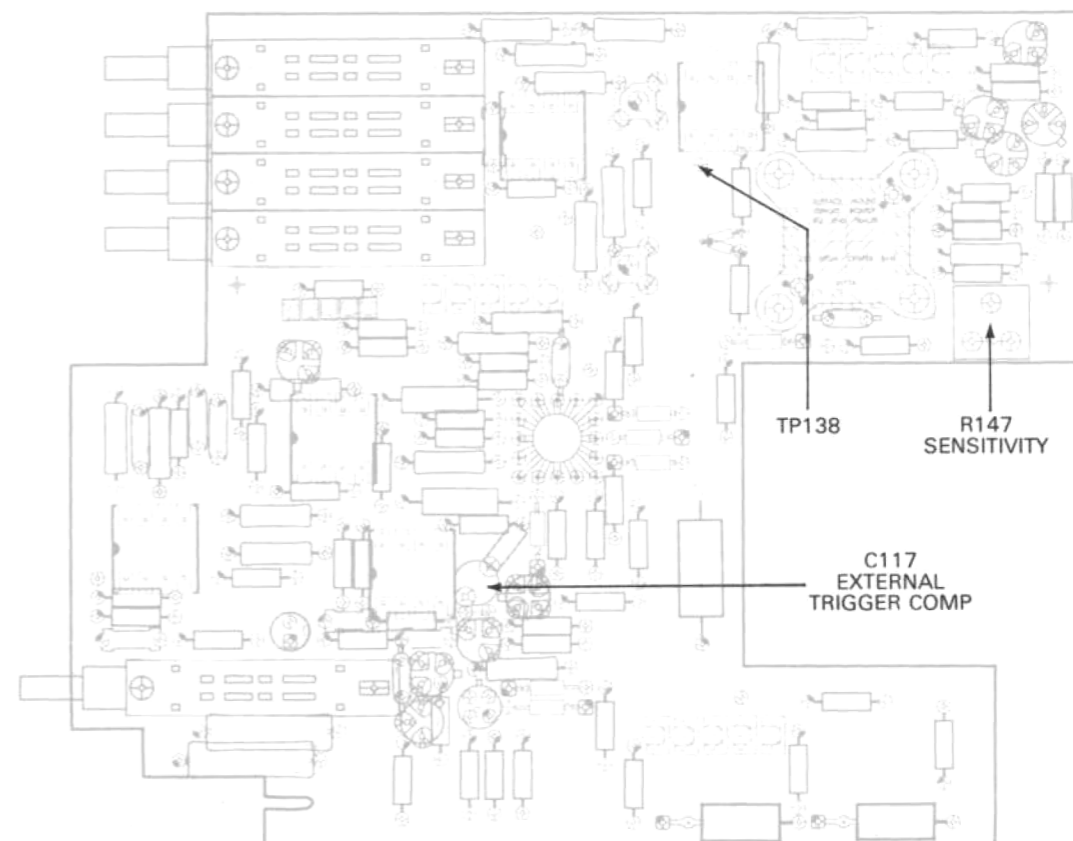 TP138
R147
SENSITIVITY
C117
EXTERNAL
TRIGGER COMP